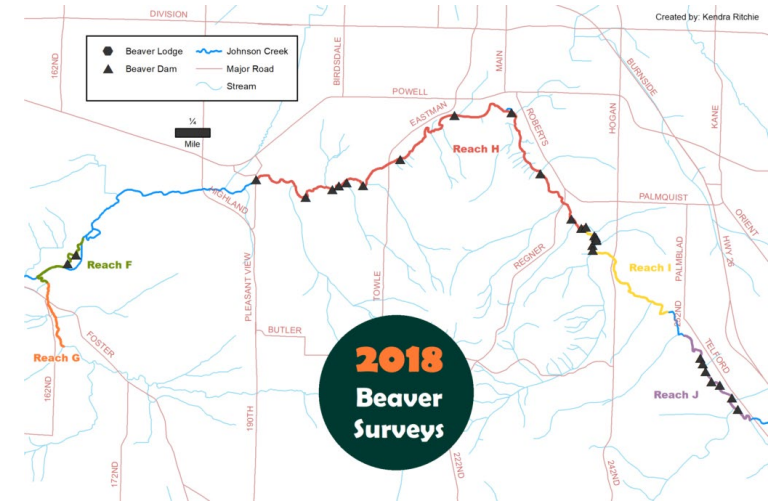 DIVISION
Created by: Kendra Ritchie
Beaver Lodge
Johnson Creek
Beaver Dam
Major Road
Stream
162ND
BIRDSDALE
MAIN
BURNSIDE
KANE
POWELL
EASTMAN
HOGAN
¼
Mile
ROBERTS
Reach H
HIGHLAND
PALMQUIST
ORIENT
REGNER
PALMBLAD
HWY 26
Reach F
PLEASANT VIEW
TOWLE
Reach I
252ND
BUTLER
FOSTER
TELFORD
Reach G
2018
Beaver
Surveys
Reach J
162ND
190TH
172ND
222ND
242ND